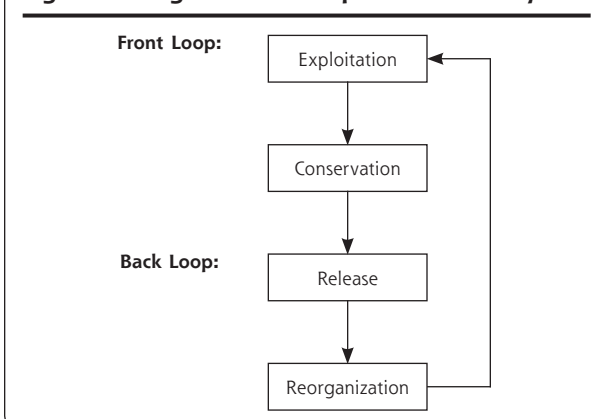 Front Loop:
Exploitation
Conservation
Back Loop:
Release
Reorganization